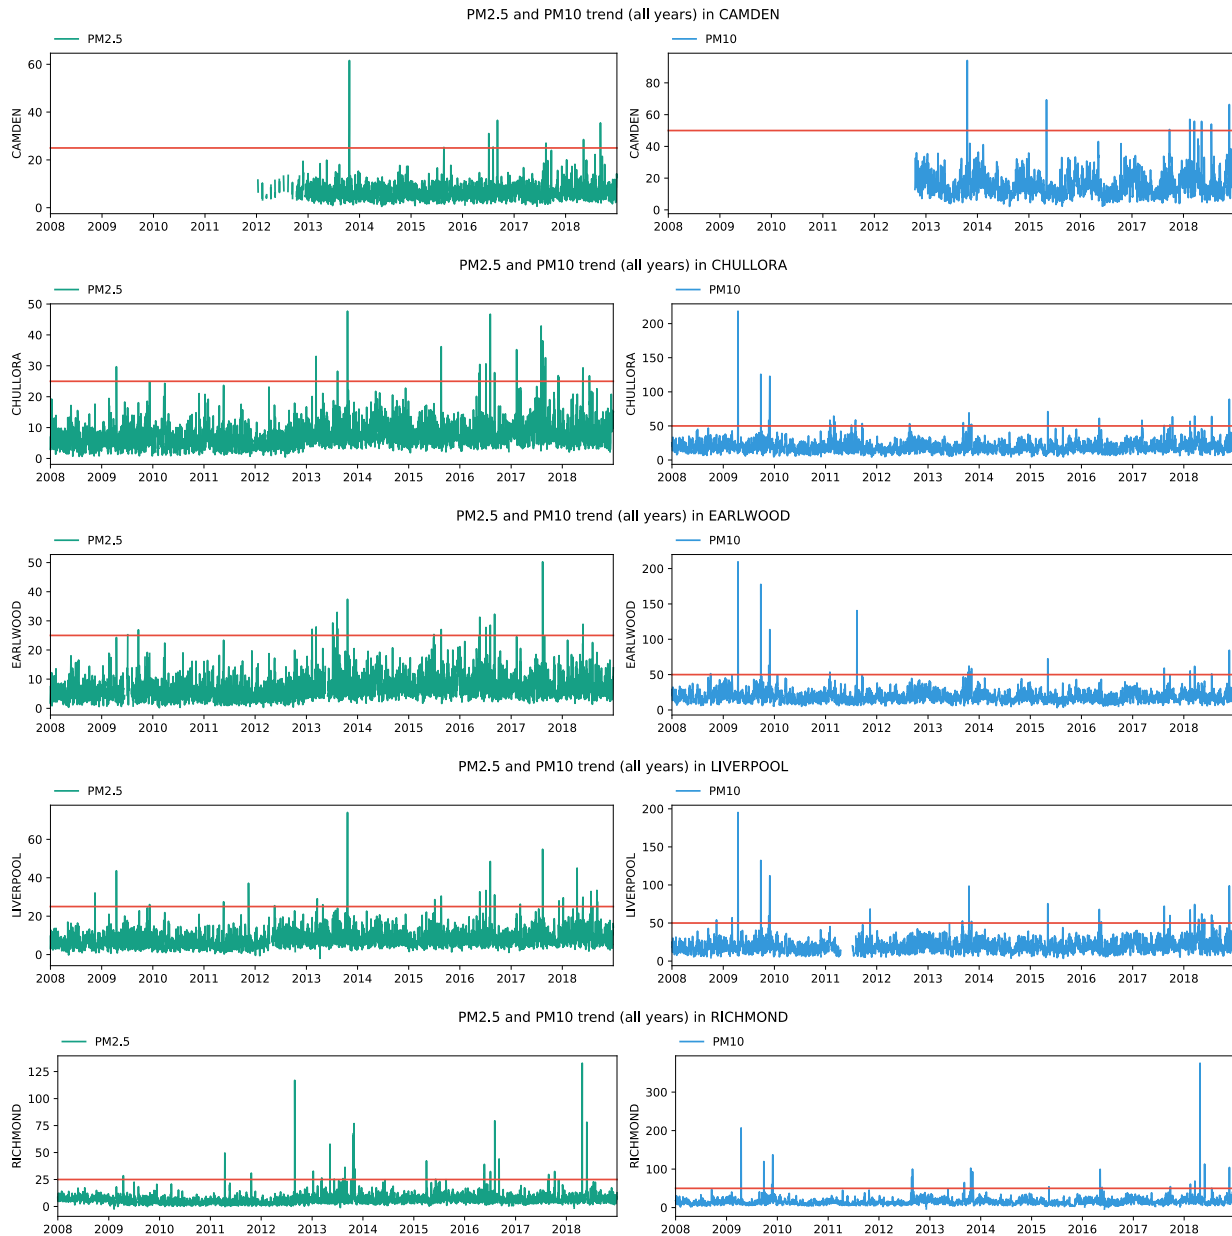 PM2.5 and PM10 trend (all years) in CAMDEN
PM2.5
PM10
CAMDEN
60
40
20
0
2008 2009 2010 2011 2012 2013 2014 2015 2016 2017 2018
CAMDEN
80
60
40
20
0
2008 2009 2010 2011 2012 2013 2014 2015 2016 2017 2018
PM2.5 and PM10 trend (all years) in CHULLORA
PM2.5
PM10
CHULLORA
50
40
30
20
10
0
2008 2009 2010 2011 2012 2013 2014 2015 2016 2017 2018
CHULLORA
200
150
100
50
0
2008 2009 2010 2011 2012 2013 2014 2015 2016 2017 2018
PM2.5 and PM10 trend (all years) in EARLWOOD
PM2.5
PM10
EARLWOOD
50
40
30
20
10
0
2008 2009 2010 2011 2012 2013 2014 2015 2016 2017 2018
EARLWOOD
200
150
100
50
0
2008 2009 2010 2011 2012 2013 2014 2015 2016 2017 2018
PM2.5 and PM10 trend (all years) in LIVERPOOL
PM2.5
PM10
LIVERPOOL
60
40
20
0
2008 2009 2010 2011 2012 2013 2014 2015 2016 2017 2018
LIVERPOOL
200
150
100
50
0
2008 2009 2010 2011 2012 2013 2014 2015 2016 2017 2018
PM2.5 and PM10 trend (all years) in RICHMOND
PM2.5
PM10
RICHMOND
125
100
75
50
25
0
2008 2009 2010 2011 2012 2013 2014 2015 2016 2017 2018
RICHMOND
300
200
100
0
2008 2009 2010 2011 2012 2013 2014 2015 2016 2017 2018